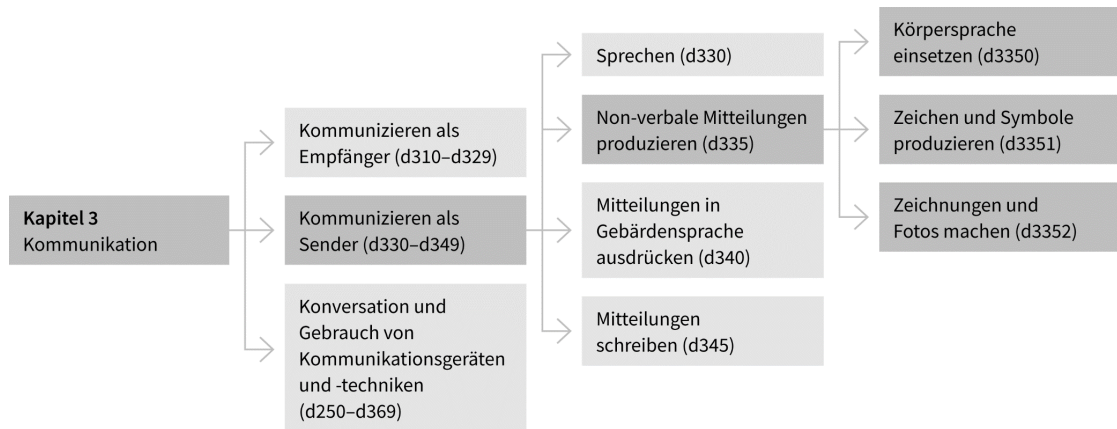 Kapitel 3
Kommunikation
Kommunizieren als
Empfänger (d310–d329)
Kommunizieren als
Sender (d330–d349)
Konversation und
Gebrauch von
Kommunikationsgeräten
und -techniken
(d250–d369)
Sprechen (d330)
Non-verbale Mitteilungen
produzieren (d335)
Mitteilungen in
Gebärdensprache
ausdrücken (d340)
Mitteilungen
schreiben (d345)
Körpersprache
einsetzen (d3350)
Zeichen und Symbole
produzieren (d3351)
Zeichnungen und
Fotos machen (d3352)